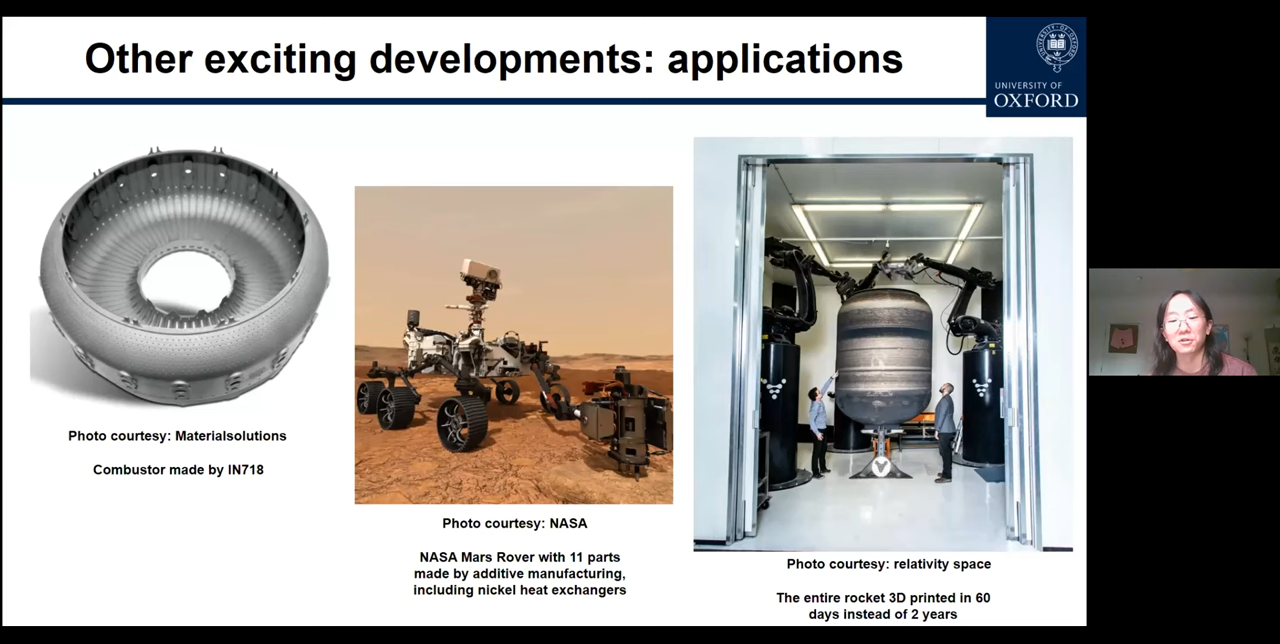 Other exciting developments: applications
UNIVERSITY OF
OXFORD
Photo courtesy: Materialsolutions
Combustor made by IN718
Photo courtesy: NASA
NASA Mars Rover with 11 parts
made by additive manufacturing,
including nickel heat exchangers
Photo courtesy: relativity space
The entire rocket 3D printed in 60
days instead of 2 years